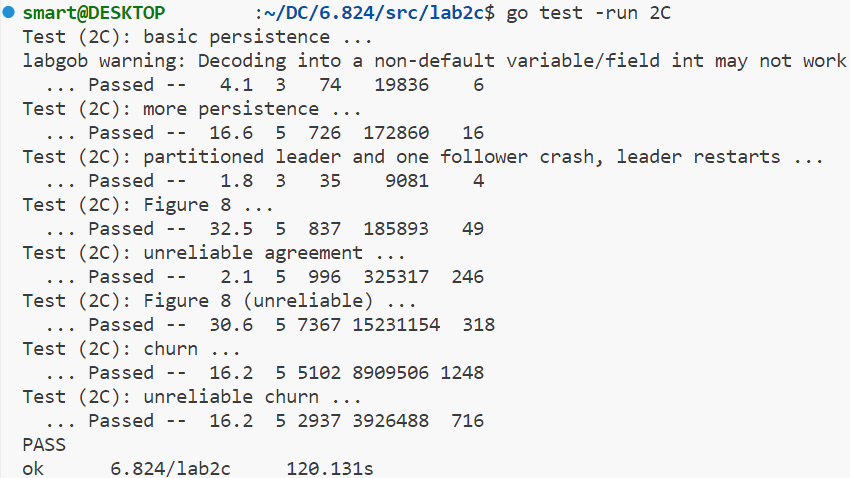 smart@DESKTOP :~/DC/6.824/src/lab2c$ go test -run 2C
Test (2C): basic persistence ...
labgob warning: Decoding into a non-default variable/field int may not work
  ... Passed --   4.1  3   74   19836    6
Test (2C): more persistence ...
  ... Passed --  16.6  5  726  172860   16
Test (2C): partitioned leader and one follower crash, leader restarts ...
  ... Passed --   1.8  3   35    9081    4
Test (2C): Figure 8 ...
  ... Passed --  32.5  5  837  185893   49
Test (2C): unreliable agreement ...
  ... Passed --   2.1  5  996  325317  246
Test (2C): Figure 8 (unreliable) ...
  ... Passed --  30.6  5 7367 15231154  318
Test (2C): churn ...
  ... Passed --  16.2  5 5102 8909506 1248
Test (2C): unreliable churn ...
  ... Passed --  16.2  5 2937 3926488  716
PASS
ok      6.824/lab2c     120.131s